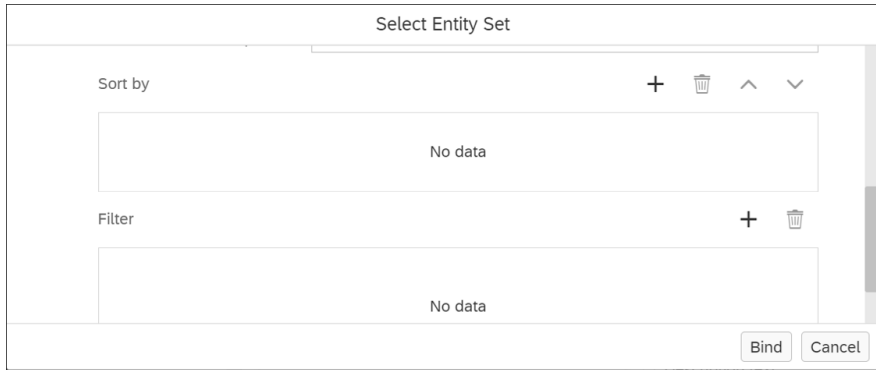 Select Entity Set
Sort by
No data
Filter
No data
Bind
Cancel